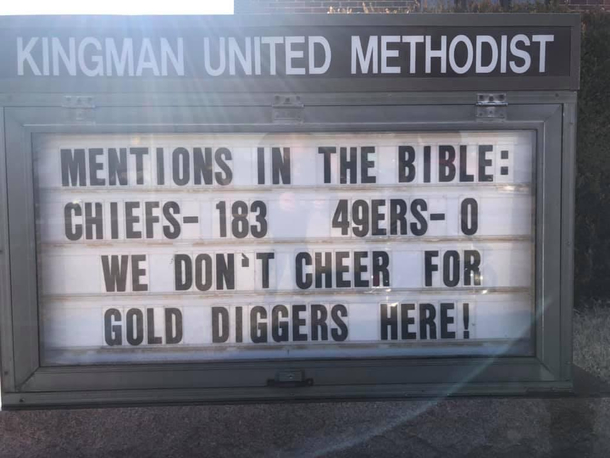 KINGMAN UNITED METHODIST
MENTIONS IN THE BIBLE:
CHIEFS- 183 49ERS- 0
WE DON'T CHEER FOR
GOLD DIGGERS HERE!